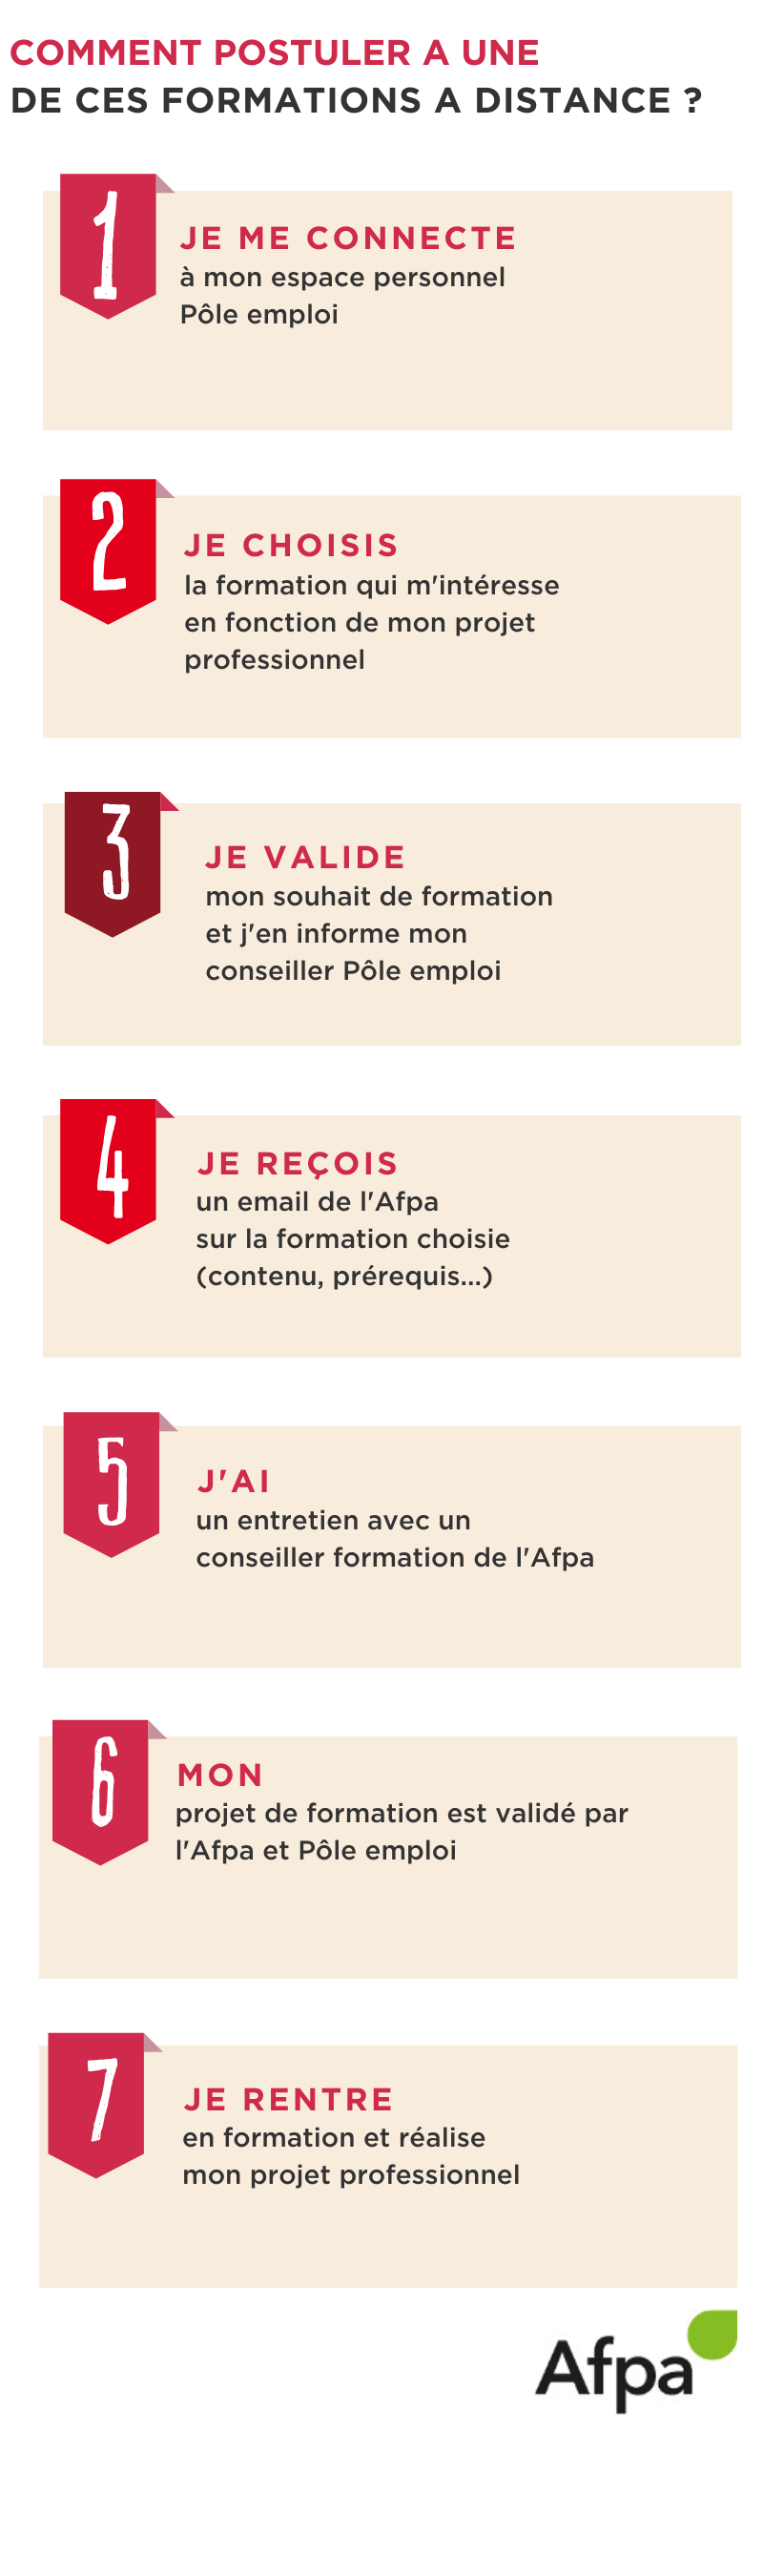 COMMENT POSTULER A UNE
DE CES FORMATIONS A DISTANCE ?
1
JE ME CONNECTE
à mon espace personnel
Pôle emploi
2
JE CHOISIS
la formation qui m'intéresse
en fonction de mon projet
professionnel
3
JE VALIDE
mon souhait de formation
et j'en informe mon
conseiller Pôle emploi
4
JE REÇOIS
un email de l'Afpa
sur la formation choisie
(contenu, prérequis...)
5
J'AI
un entretien avec un
conseiller formation de l'Afpa
6
MON
projet de formation est validé par
l'Afpa et Pôle emploi
7
JE RENTRE
en formation et réalise
mon projet professionnel
Afpa